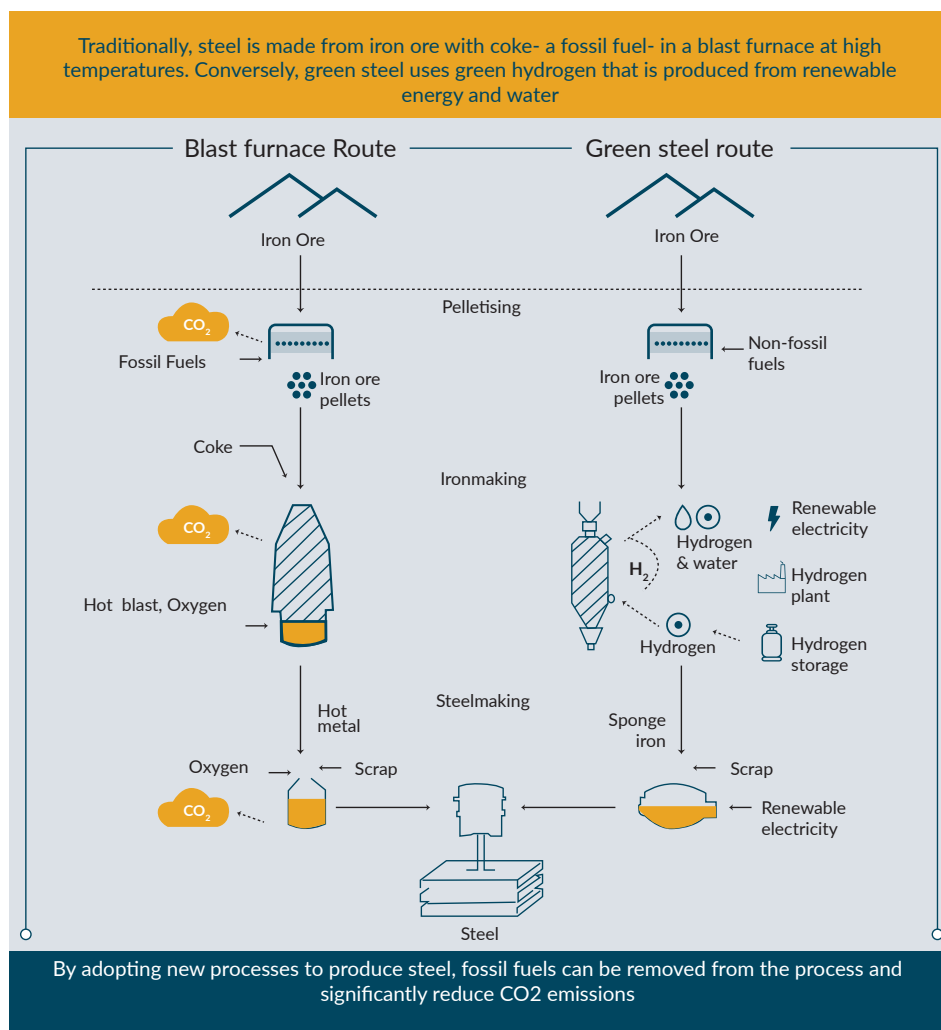 Traditionally, steel is made from iron ore with coke- a fossil fuel- in a blast furnace at high
temperatures. Conversely, green steel uses green hydrogen that is produced from renewable
energy and water
Blast furnace Route
Green steel route
Iron Ore
Iron Ore
Pelletising
CO2
Fossil Fuels
Non-fossil
fuels
Iron ore
pellets
Iron ore
pellets
Coke
Ironmaking
CO2
Renewable
electricity
Hydrogen
& water
H2
Hydrogen
plant
Hot blast, Oxygen
Hydrogen
Hydrogen
storage
Steelmaking
Hot
metal
Sponge
iron
Oxygen
Scrap
Scrap
CO2
Renewable
electricity
Steel
By adopting new processes to produce steel, fossil fuels can be removed from the process and
significantly reduce CO2 emissions